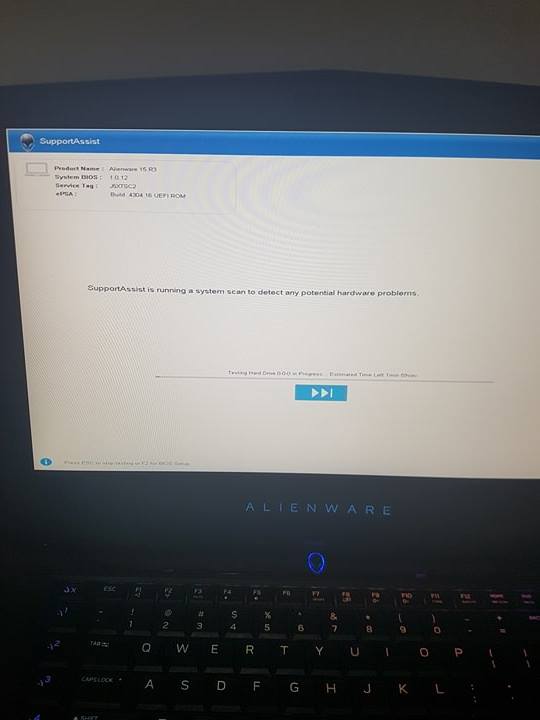 SupportAssist
Product Name : Alienware 15 R3
System BIOS : 1.0.12
Service Tag : J5XTSC2
ePSA : Build 4304.16 UEFI ROM
SupportAssist is running a system scan to detect any potential hardware problems.
Testing Hard Drive 0-0-0 in Progress... Estimated Time Left 1min
Press ESC to stop testing or F2 for BIOS Setup
ALIENWARE
ESC F1 F2 F3 F4 F5 F6 F7 F8 F9 F10 F11 F12 HOME
~ ! @ # $ % ^ & * ( ) _ +
1 2 3 4 5 6 7 8 9 0 - =
TAB Q W E R T Y U I O P
CAPS LOCK A S D F G H J K L
SHIFT